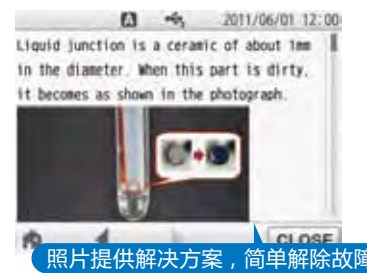 A 2011/06/01 12:00
Liquid junction is a ceramic of about 1mm
in the diameter. When this part is dirty,
it becomes as shown in the photograph.
CLOSE
照片提供解决方案，简单解除故障